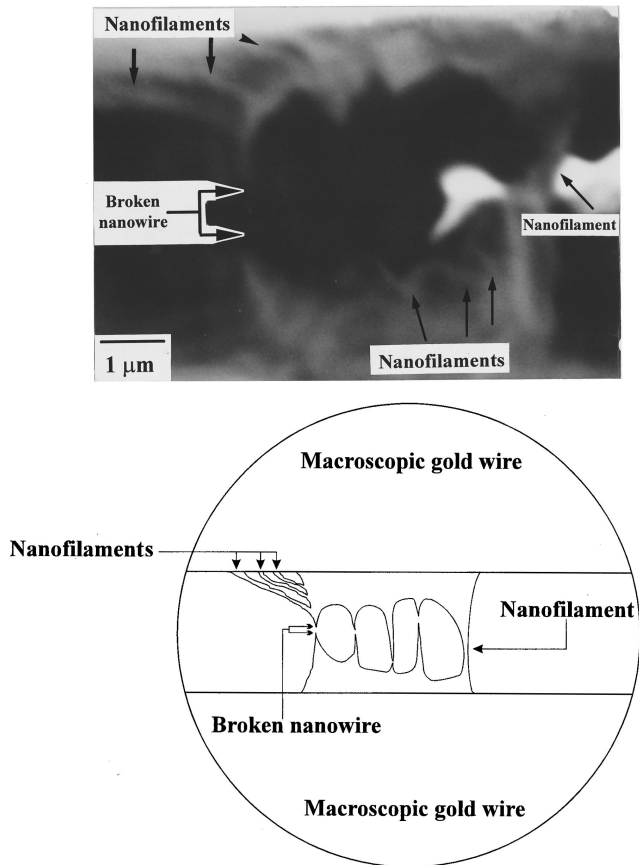 Nanofilaments
Broken
nanowire
Nanofilament
1 μm
Nanofilaments
Macroscopic gold wire
Nanofilaments
Nanofilament
Broken nanowire
Macroscopic gold wire